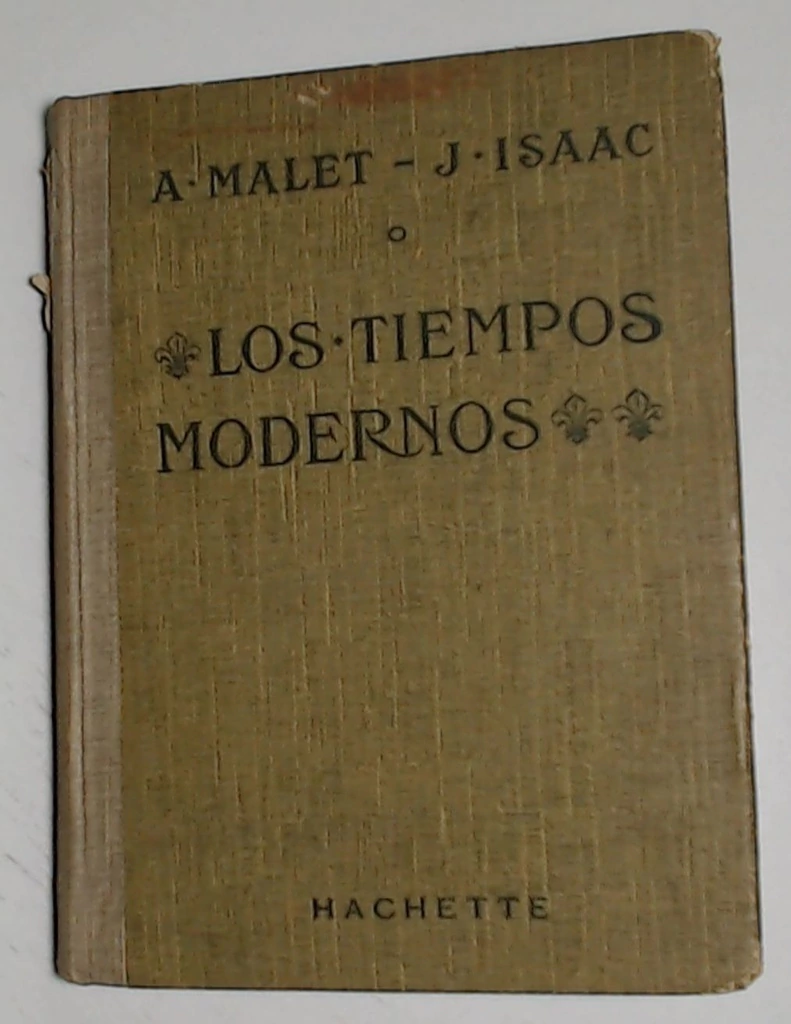 A·MALET - J·ISAAC
LOS·TIEMPOS
MODERNOS
HACHETTE